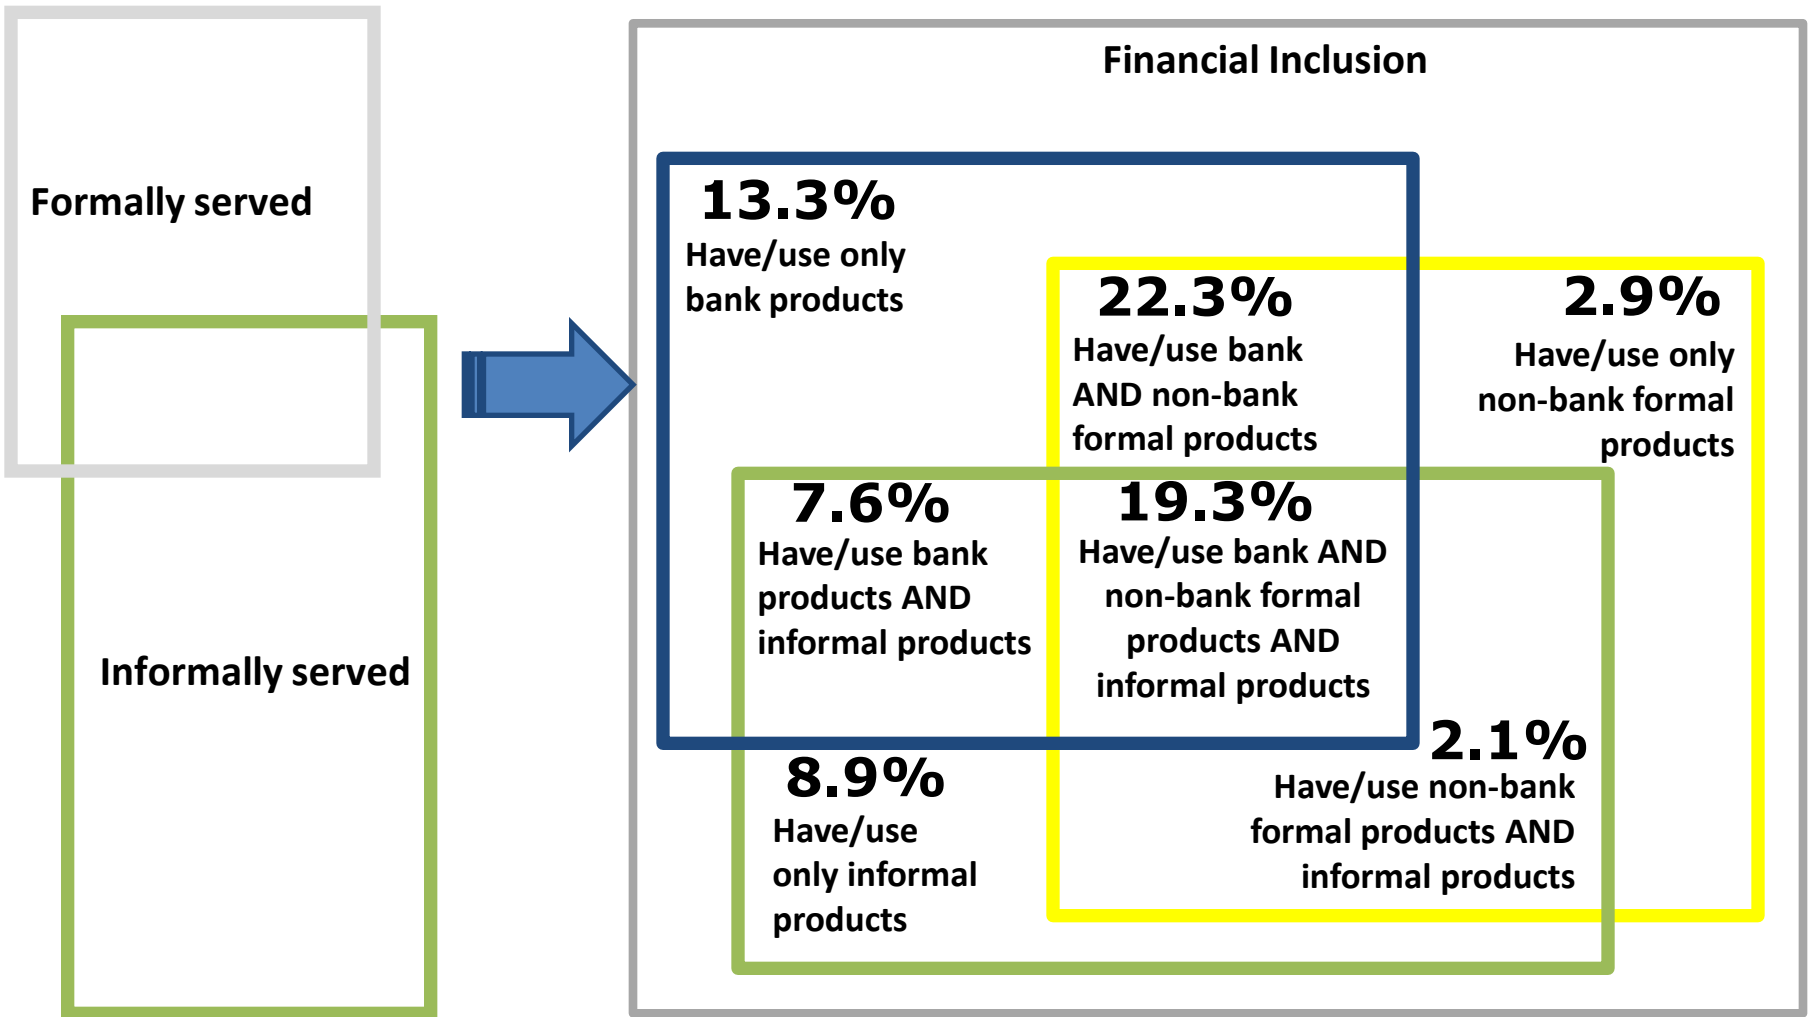 Formally served
Informally served
Financial Inclusion
13.3%
Have/use only
bank products
22.3%
Have/use bank
AND non-bank
formal products
2.9%
Have/use only
non-bank formal
products
7.6%
Have/use bank
products AND
informal products
19.3%
Have/use bank AND
non-bank formal
products AND
informal products
8.9%
Have/use
only informal
products
2.1%
Have/use non-bank
formal products AND
informal products